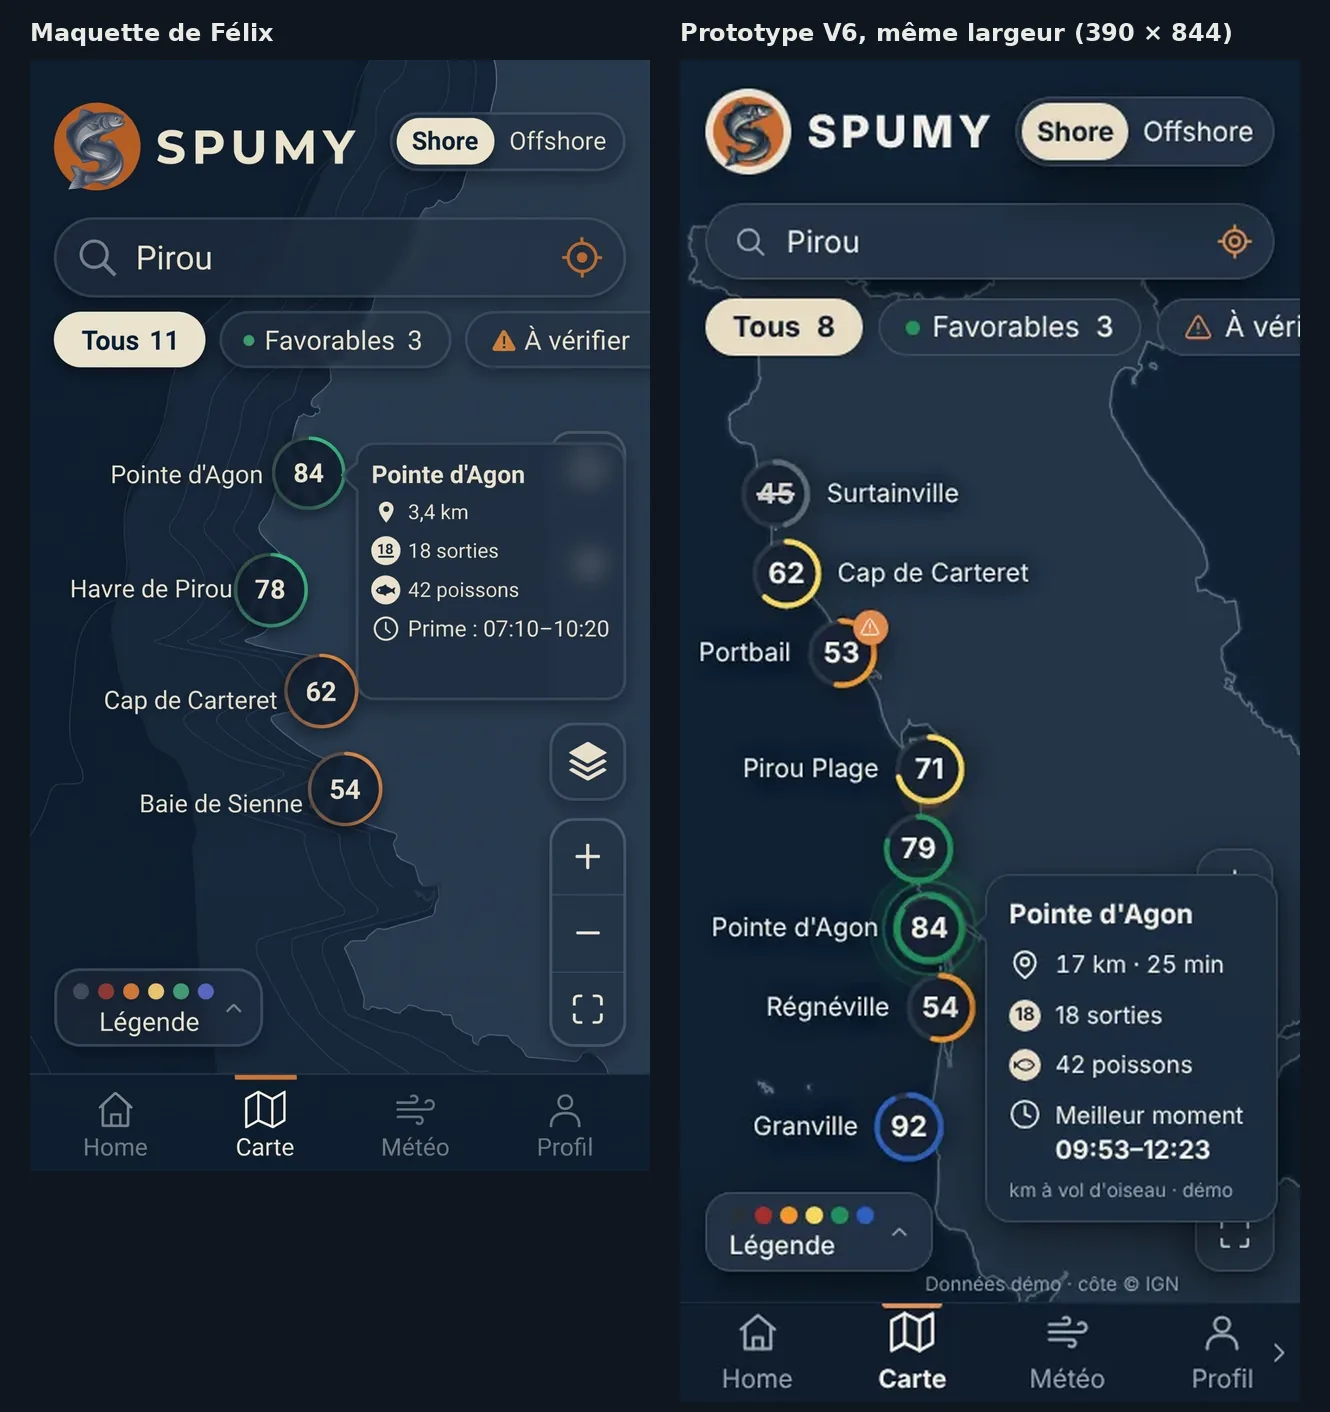 Maquette de Félix
SPUMY
Shore Offshore
Pirou
Tous 11
Favorables 3
À vérifier
Pointe d'Agon
84
Pointe d'Agon
3,4 km
18 18 sorties
42 poissons
Prime : 07:10–10:20
Havre de Pirou
78
Cap de Carteret
62
Baie de Sienne
54
+
−
Légende
Home
Carte
Météo
Profil
Prototype V6, même largeur (390 × 844)
SPUMY
Shore Offshore
Pirou
Tous 8
Favorables 3
À véri
45
Surtainville
62
Cap de Carteret
Portbail
53
Pirou Plage
71
79
Pointe d'Agon
84
Régnéville
54
Granville
92
Pointe d'Agon
17 km · 25 min
18 18 sorties
42 poissons
Meilleur moment
09:53–12:23
km à vol d'oiseau · démo
Légende
Données démo · côte © IGN
Home
Carte
Météo
Profil